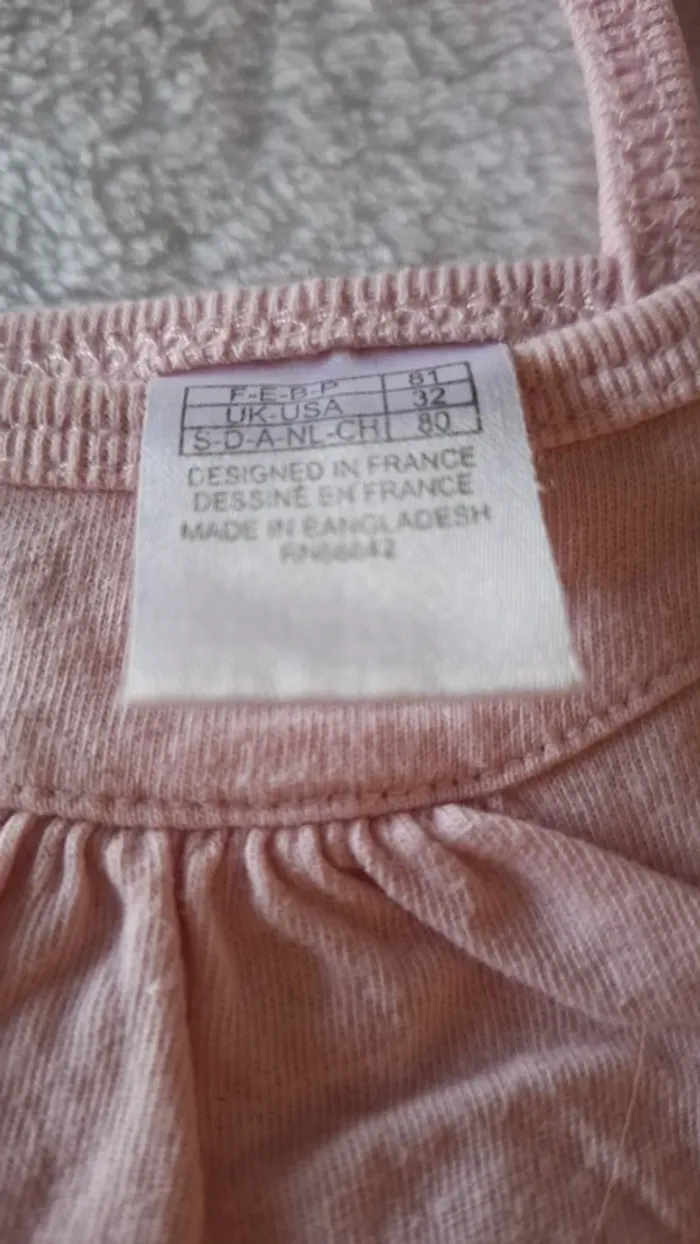 F-E-B-P 81
UK-USA 32
S-D-A-NL-CH 80
DESIGNED IN FRANCE
DESSINÉ EN FRANCE
MADE IN BANGLADESH